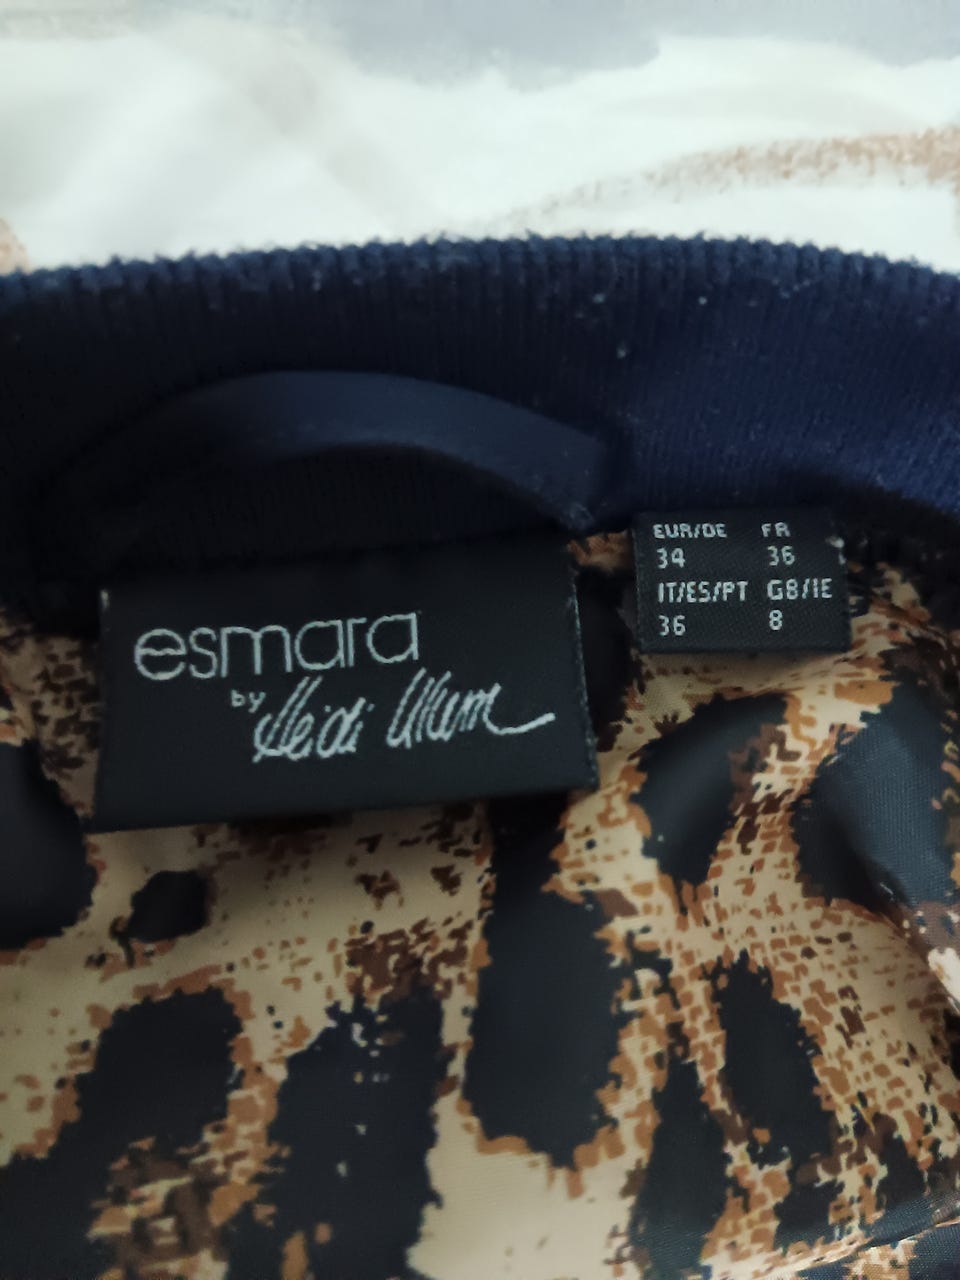 esmara
by Heidi Klum
EUR/DE FR
34 36
IT/ES/PT GB/IE
36 8